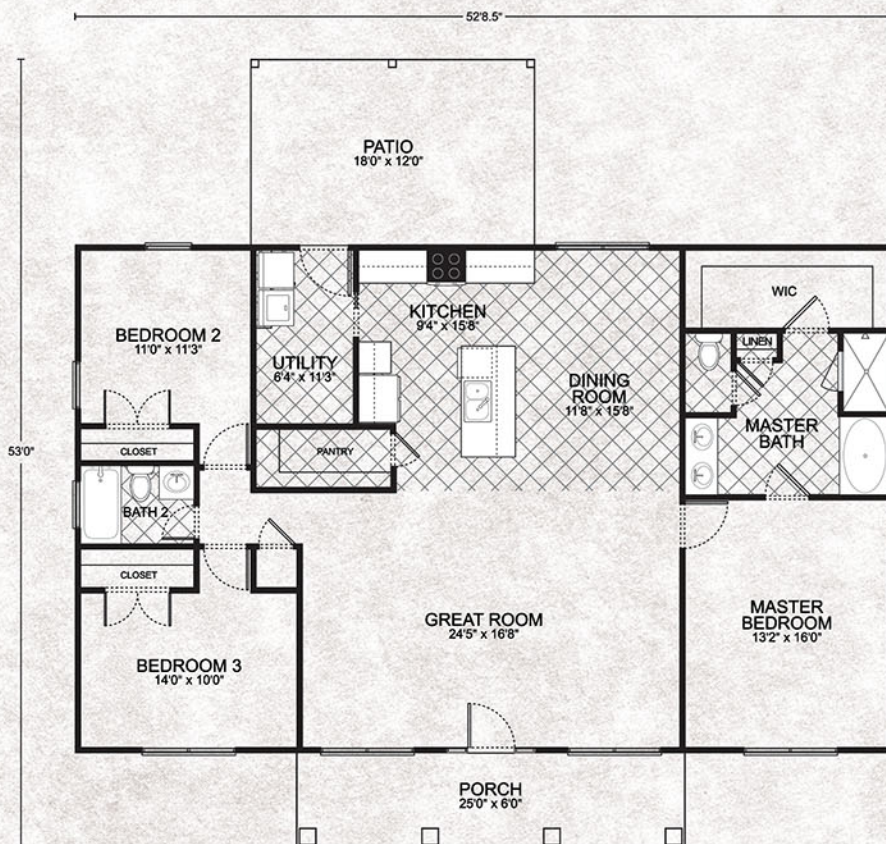 52'8.5"
PATIO
18'0" x 12'0"
53'0"
BEDROOM 2
11'0" x 11'3"
UTILITY
6'4" x 11'3"
KITCHEN
9'4" x 15'8"
DINING
ROOM
11'8" x 15'8"
WIC
LINEN
MASTER
BATH
CLOSET
PANTRY
BATH 2
CLOSET
BEDROOM 3
14'0" x 10'0"
GREAT ROOM
24'5" x 16'8"
MASTER
BEDROOM
13'2" x 16'0"
PORCH
25'0" x 6'0"